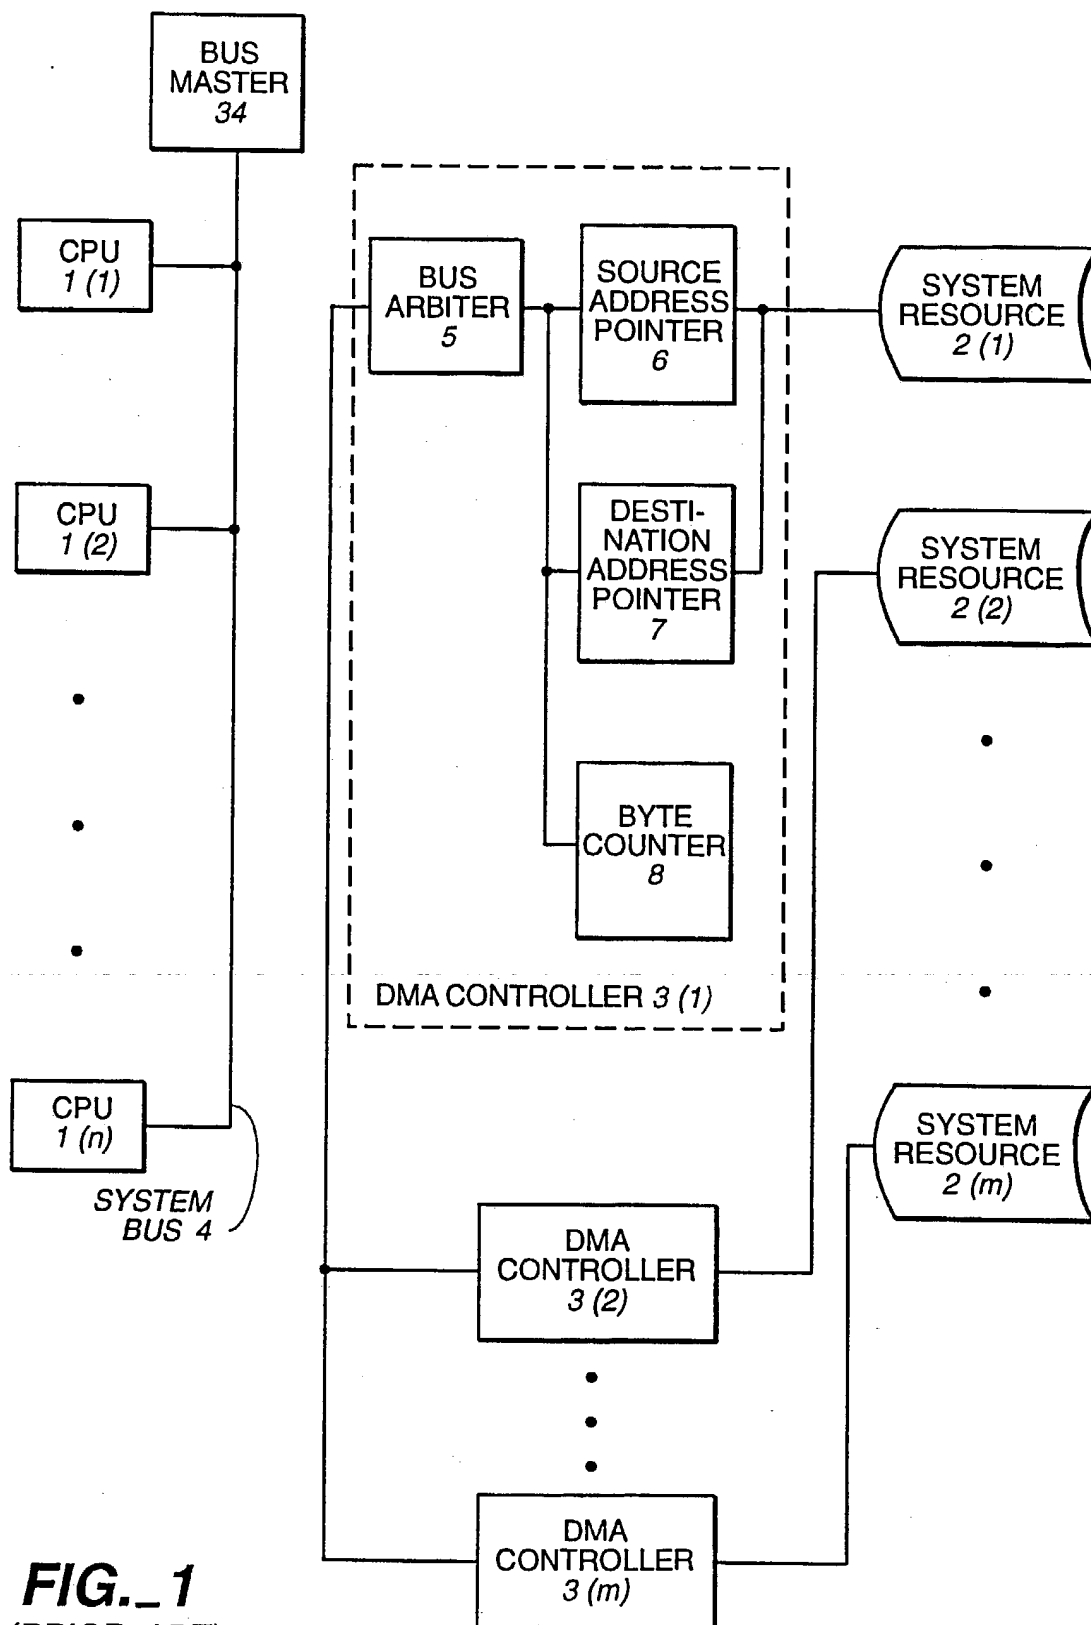 BUS
MASTER
34
CPU
1 (1)
BUS
ARBITER
5
SOURCE
ADDRESS
POINTER
6
SYSTEM
RESOURCE
2 (1)
CPU
1 (2)
DESTI-
NATION
ADDRESS
POINTER
7
SYSTEM
RESOURCE
2 (2)
BYTE
COUNTER
8
DMA CONTROLLER 3 (1)
CPU
1 (n)
SYSTEM
BUS 4
SYSTEM
RESOURCE
2 (m)
DMA
CONTROLLER
3 (2)
DMA
CONTROLLER
3 (m)
FIG._1